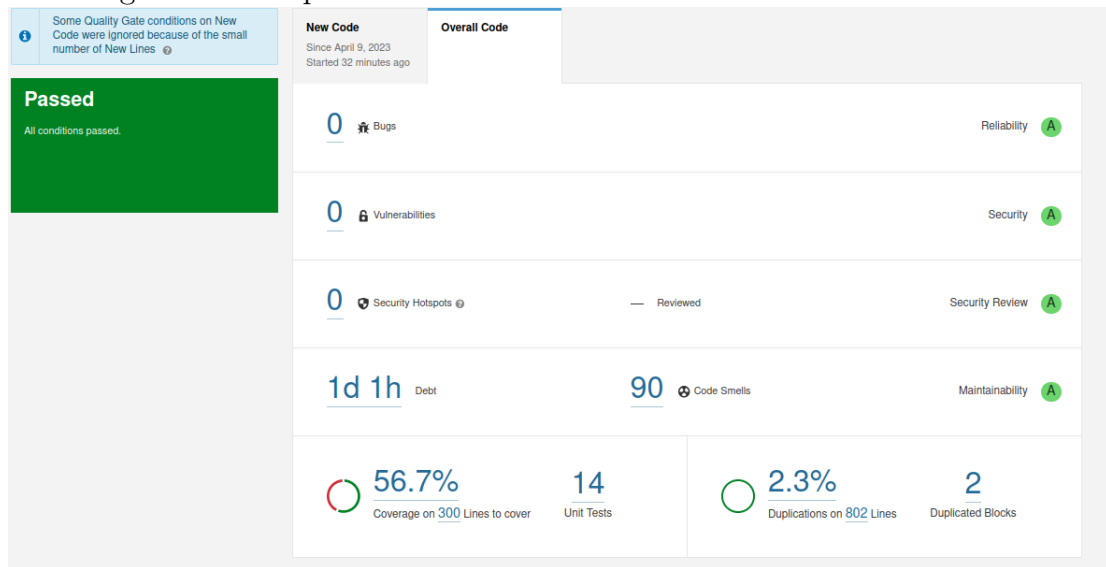 Some Quality Gate conditions on New
Code were ignored because of the small
number of New Lines
Passed
All conditions passed.
New Code
Since April 9, 2023
Started 32 minutes ago
Overall Code
0 Bugs
Reliability A
0 Vulnerabilities
Security A
0 Security Hotspots
— Reviewed
Security Review A
1d 1h Debt
90 Code Smells
Maintainability A
56.7%
Coverage on 300 Lines to cover
14
Unit Tests
2.3%
Duplications on 802 Lines
2
Duplicated Blocks